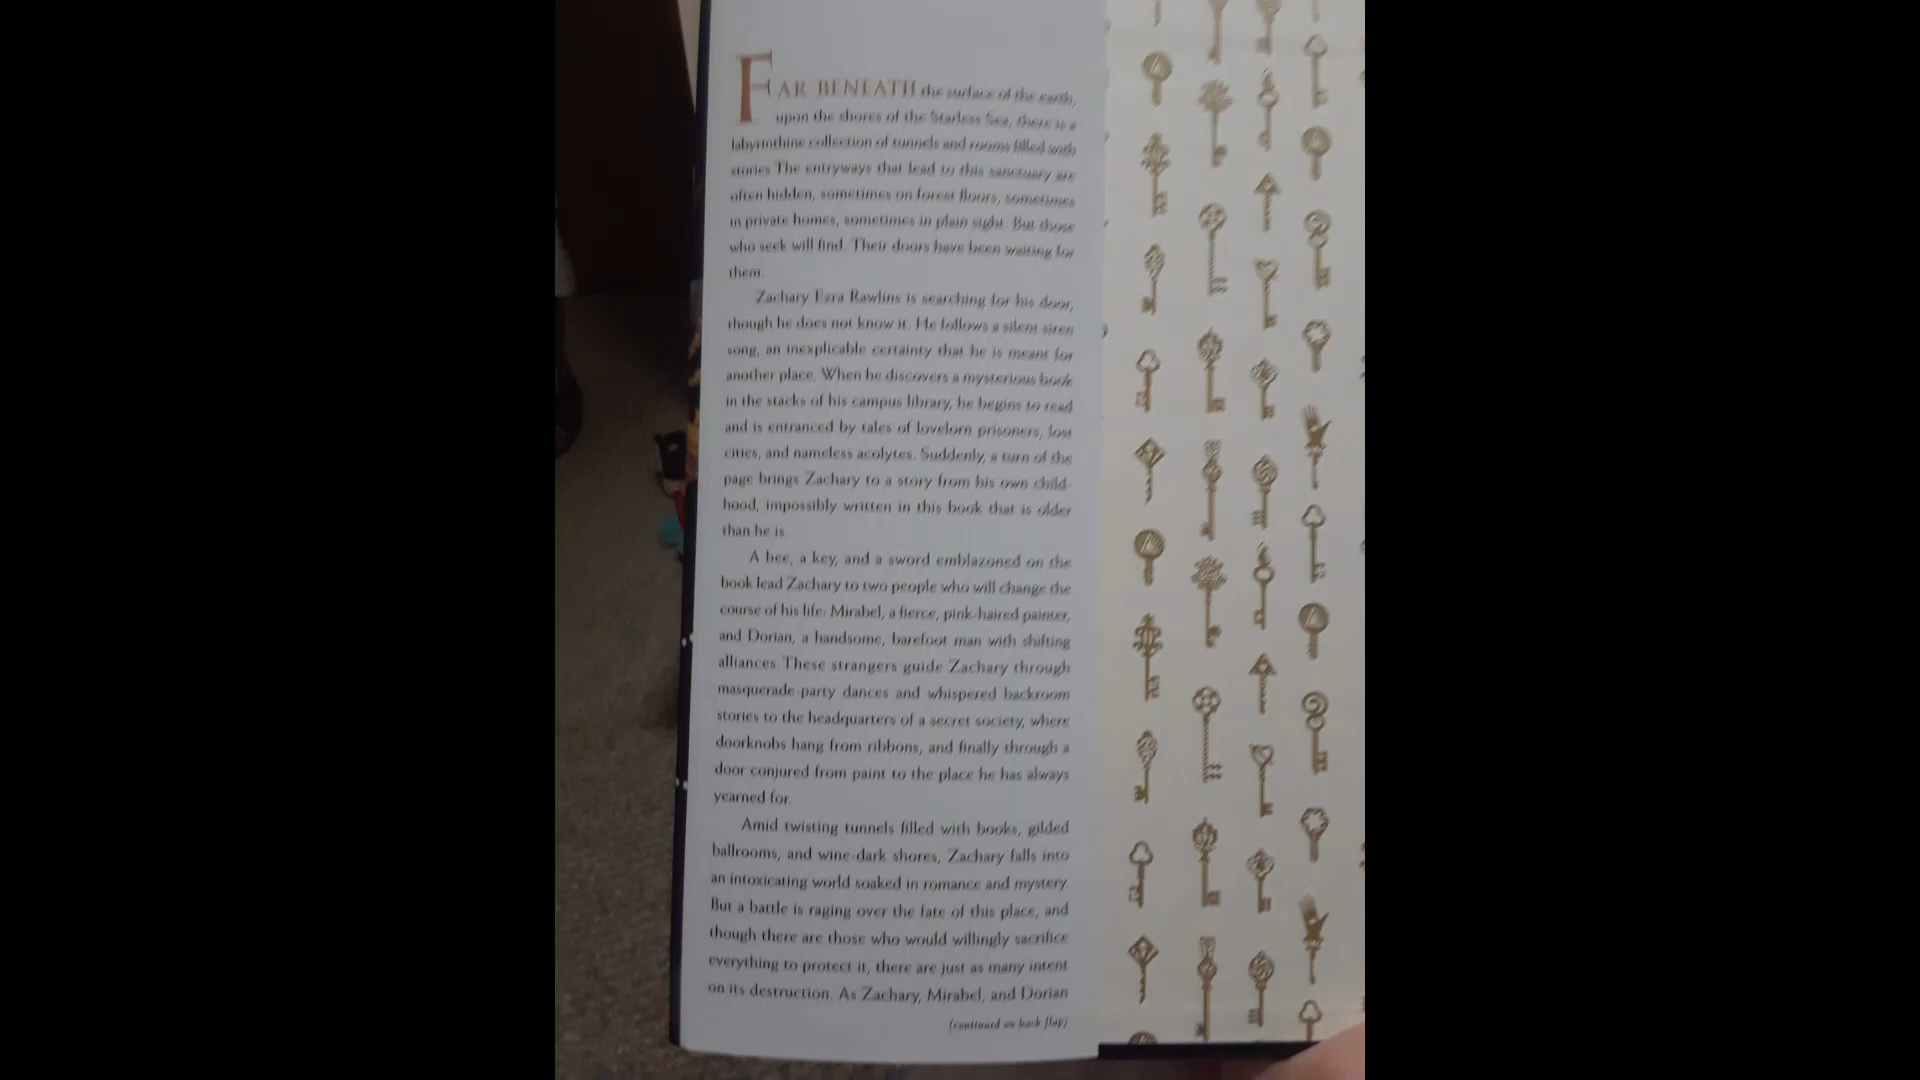 FAR BENEATH the surface of the earth,
upon the shores of the Starless Sea, there is a
labyrinthine collection of tunnels and rooms filled with
stories. The entryways that lead to this sanctuary are
often hidden, sometimes on forest floors, sometimes
in private homes, sometimes in plain sight. But those
who seek will find. Their doors have been waiting for
them.
Zachary Ezra Rawlins is searching for his door,
though he does not know it. He follows a silent siren
song, an inexplicable certainty that he is meant for
another place. When he discovers a mysterious book
in the stacks of his campus library, he begins to read
and is entranced by tales of lovelorn prisoners, lost
cities, and nameless acolytes. Suddenly, a turn of the
page brings Zachary to a story from his own child-
hood, impossibly written in this book that is older
than he is.
A bee, a key, and a sword emblazoned on the
book lead Zachary to two people who will change the
course of his life: Mirabel, a fierce, pink-haired painter,
and Dorian, a handsome, barefoot man with shifting
alliances. These strangers guide Zachary through
masquerade-party dances and whispered backroom
stories to the headquarters of a secret society, where
doorknobs hang from ribbons, and finally through a
door conjured from paint to the place he has always
yearned for.
Amid twisting tunnels filled with books, gilded
ballrooms, and wine-dark shores, Zachary falls into
an intoxicating world soaked in romance and mystery.
But a battle is raging over the fate of this place, and
though there are those who would willingly sacrifice
everything to protect it, there are just as many intent
on its destruction. As Zachary, Mirabel, and Dorian
(continued on back flap)